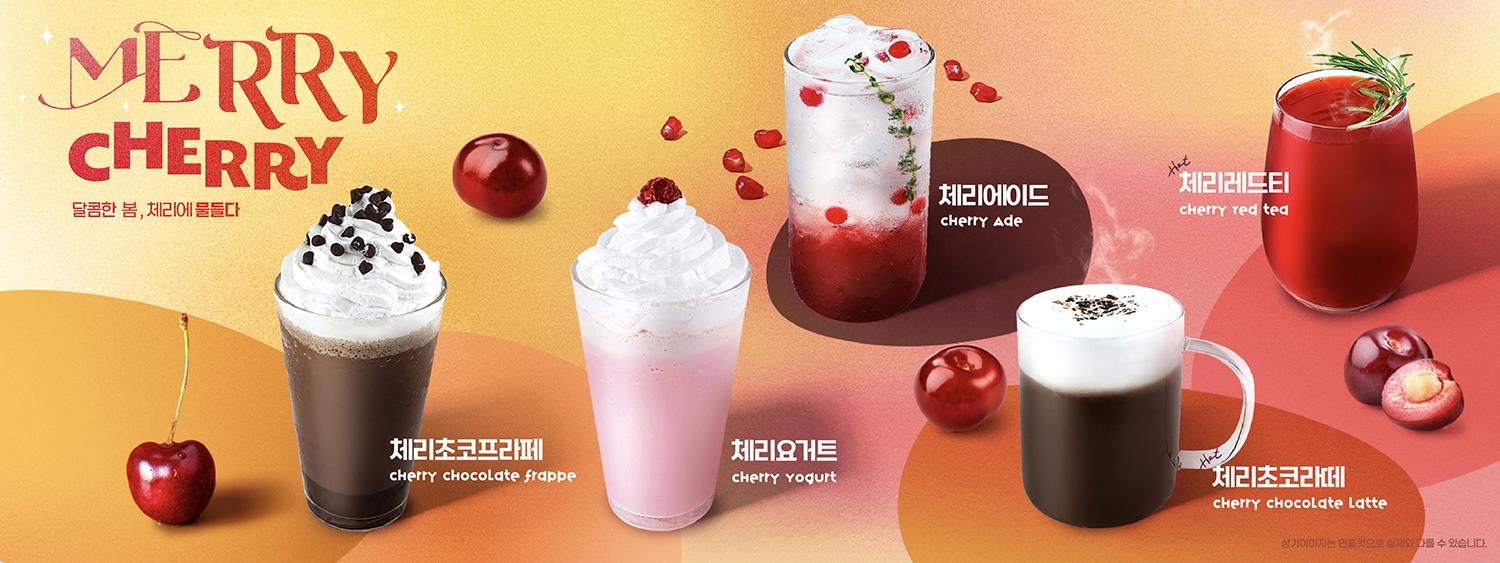 MERRY
CHERRY
달콤한 봄, 체리에 물들다
체리초코프라페
cherry chocolate frappe
체리요거트
cherry yogurt
체리에이드
cherry Ade
Hot
체리레드티
cherry red tea
Hot
체리초코라떼
cherry chocolate latte
상기이미지는 연출컷으로 실제와 다를 수 있습니다.